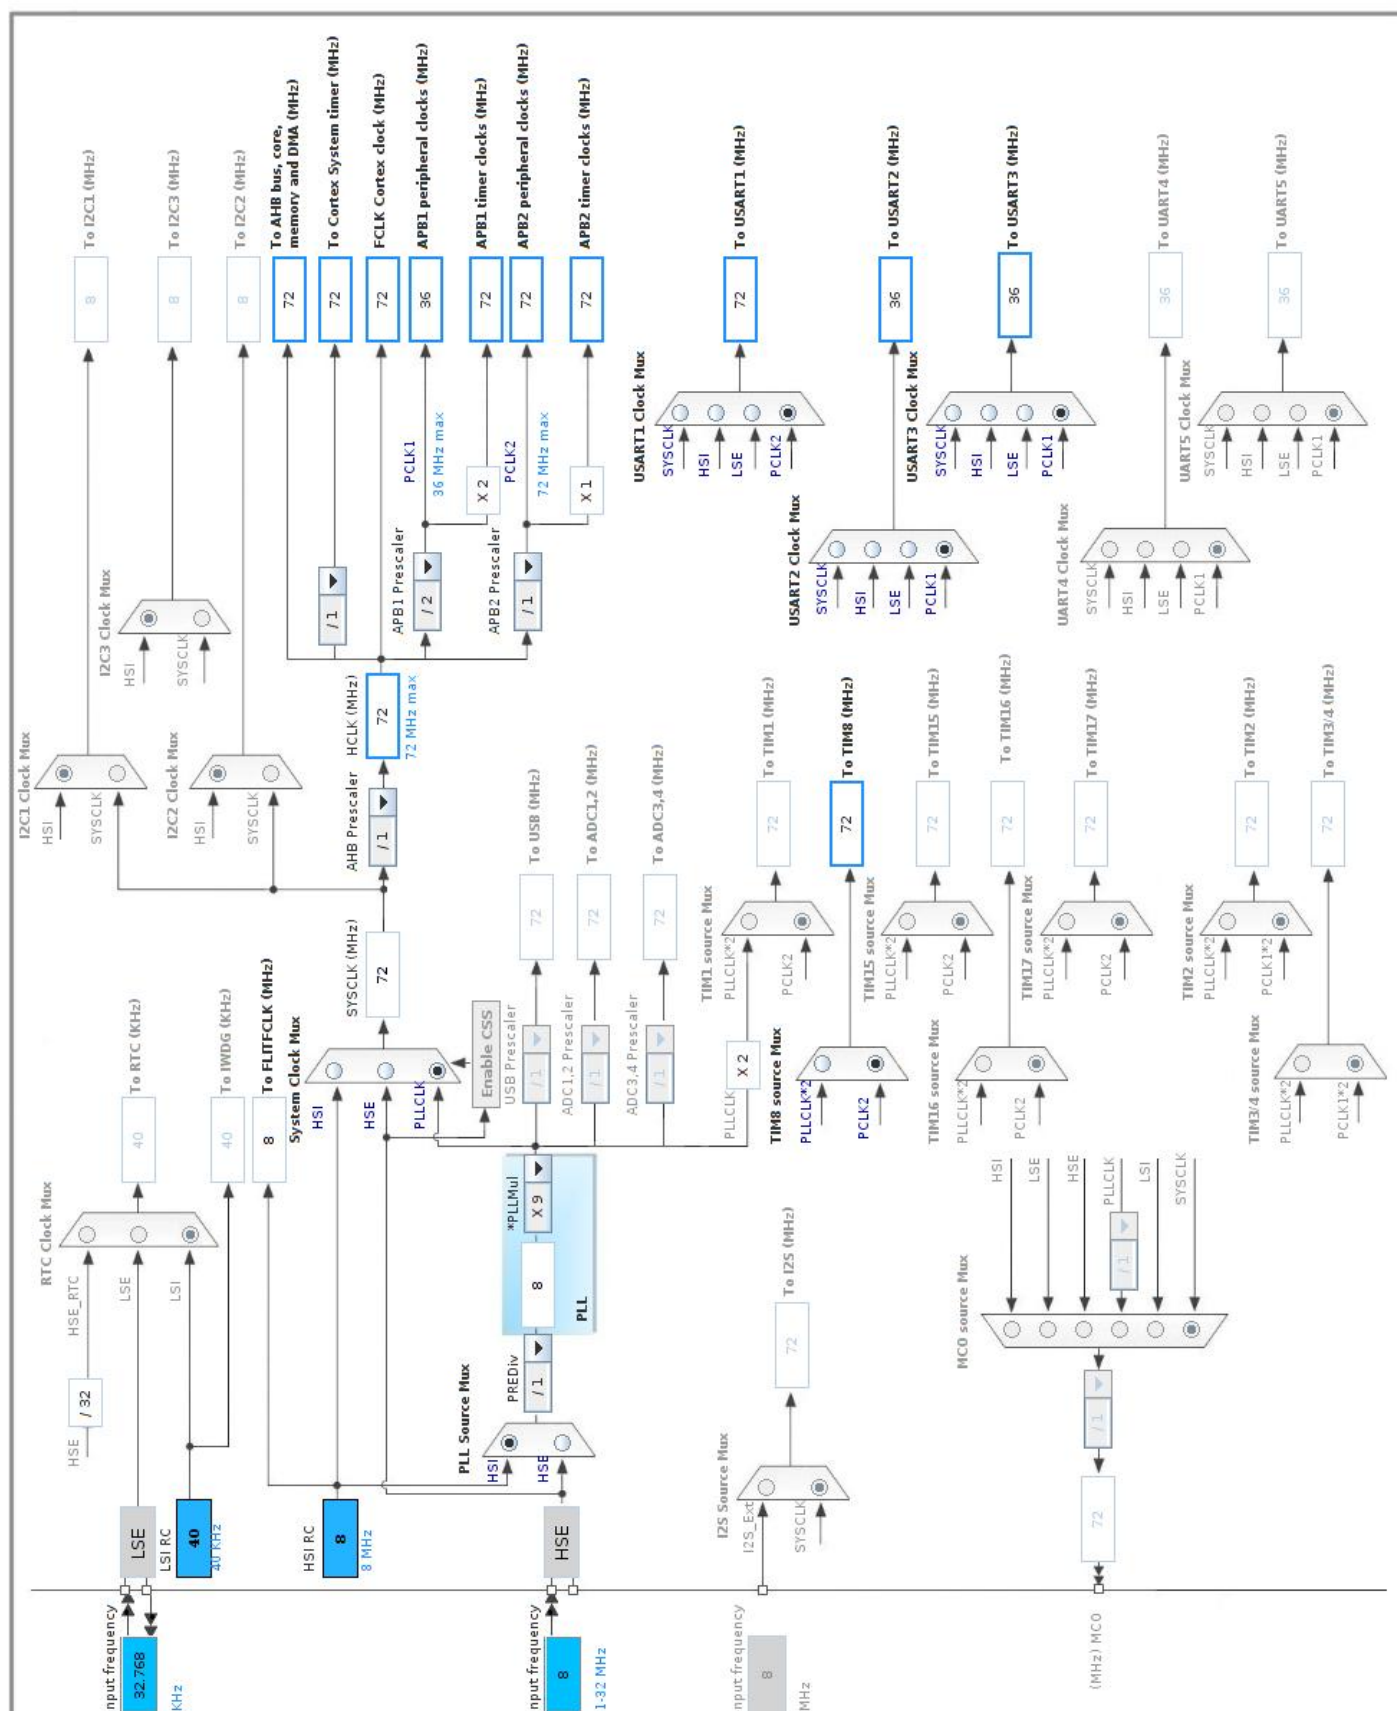 nput frequency
32.768
KHz
LSE
LSI RC
40
40 KHz
HSE
/ 32
HSE_RTC
LSE
LSI
RTC Clock Mux
40
To RTC (KHz)
40
To IWDG (KHz)
8
To FLITFCLK (MHz)
HSI RC
8
8 MHz
nput frequency
8
1-32 MHz
HSE
PLL Source Mux
HSI
HSE
PREDiv
/ 1
8
*PLLMul
X 9
PLL
System Clock Mux
HSI
HSE
PLLCLK
Enable CSS
SYSCLK (MHz)
72
AHB Prescaler
/ 1
HCLK (MHz)
72
72 MHz max
I2C1 Clock Mux
HSI
SYSCLK
8
To I2C1 (MHz)
I2C3 Clock Mux
HSI
SYSCLK
8
To I2C3 (MHz)
I2C2 Clock Mux
HSI
SYSCLK
8
To I2C2 (MHz)
72
To AHB bus, core,
memory and DMA (MHz)
/ 1
72
To Cortex System timer (MHz)
72
FCLK Cortex clock (MHz)
APB1 Prescaler
/ 2
PCLK1
36 MHz max
36
APB1 peripheral clocks (MHz)
X 2
72
APB1 timer clocks (MHz)
APB2 Prescaler
/ 1
PCLK2
72 MHz max
72
APB2 peripheral clocks (MHz)
X 1
72
APB2 timer clocks (MHz)
USB Prescaler
/ 1
72
To USB (MHz)
ADC1,2 Prescaler
/ 1
72
To ADC1,2 (MHz)
ADC3,4 Prescaler
/ 1
72
To ADC3,4 (MHz)
PLLCLK
X 2
TIM1 source Mux
PLLCLK*2
PCLK2
72
To TIM1 (MHz)
TIM8 source Mux
PLLCLK*2
PCLK2
72
To TIM8 (MHz)
TIM15 source Mux
PLLCLK*2
PCLK2
72
To TIM15 (MHz)
TIM16 source Mux
PLLCLK*2
PCLK2
72
To TIM16 (MHz)
TIM17 source Mux
PLLCLK*2
PCLK2
72
To TIM17 (MHz)
TIM2 source Mux
PLLCLK*2
PCLK1*2
72
To TIM2 (MHz)
TIM3/4 source Mux
PLLCLK*2
PCLK1*2
72
To TIM3/4 (MHz)
USART1 Clock Mux
SYSCLK
HSI
LSE
PCLK2
72
To USART1 (MHz)
USART2 Clock Mux
SYSCLK
HSI
LSE
PCLK1
36
To USART2 (MHz)
USART3 Clock Mux
SYSCLK
HSI
LSE
PCLK1
36
To USART3 (MHz)
UART4 Clock Mux
SYSCLK
HSI
LSE
PCLK1
36
To UART4 (MHz)
UART5 Clock Mux
SYSCLK
HSI
LSE
PCLK1
36
To UART5 (MHz)
nput frequency
8
MHz
I2S Source Mux
I2S_Ext
SYSCLK
72
To I2S (MHz)
(MHz) MCO
72
/ 1
MCO source Mux
HSI
LSE
HSE
/ 1
PLLCLK
LSI
SYSCLK